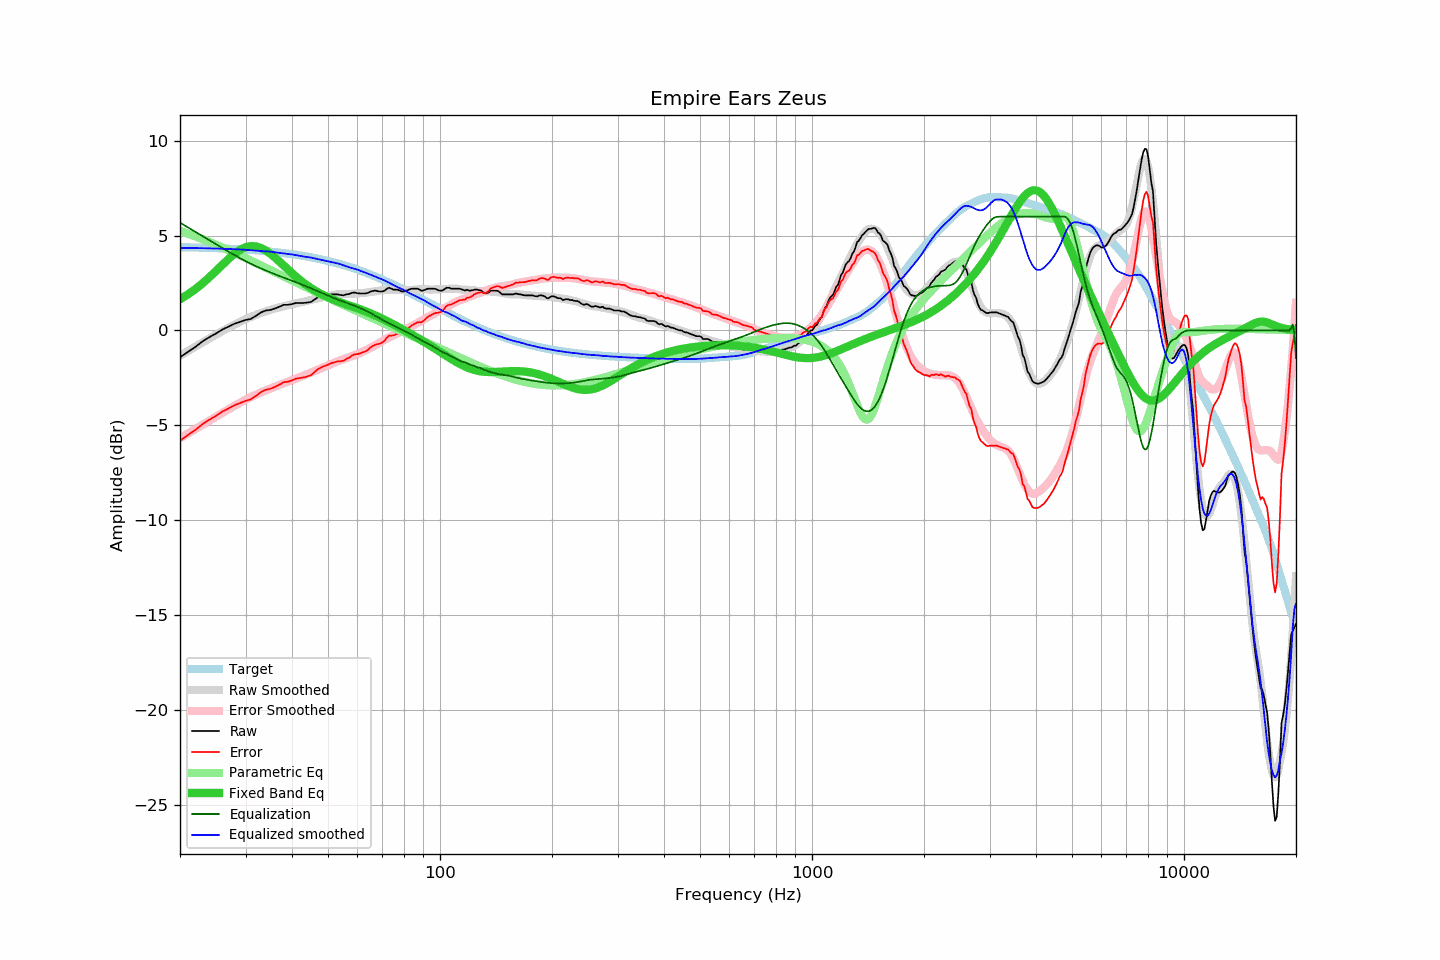 Empire Ears Zeus
10
5
0
−5
−10
−15
−20
−25
Amplitude (dBr)
Target
Raw Smoothed
Error Smoothed
Raw
Error
Parametric Eq
Fixed Band Eq
Equalization
Equalized smoothed
100
1000
10000
Frequency (Hz)